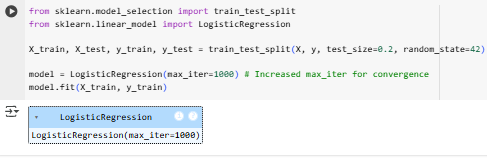 from sklearn.model_selection import train_test_split
from sklearn.linear_model import LogisticRegression
X_train, X_test, y_train, y_test = train_test_split(X, y, test_size=0.2, random_state=42)
model = LogisticRegression(max_iter=1000) # Increased max_iter for convergence
model.fit(X_train, y_train)
LogisticRegression
LogisticRegression(max_iter=1000)